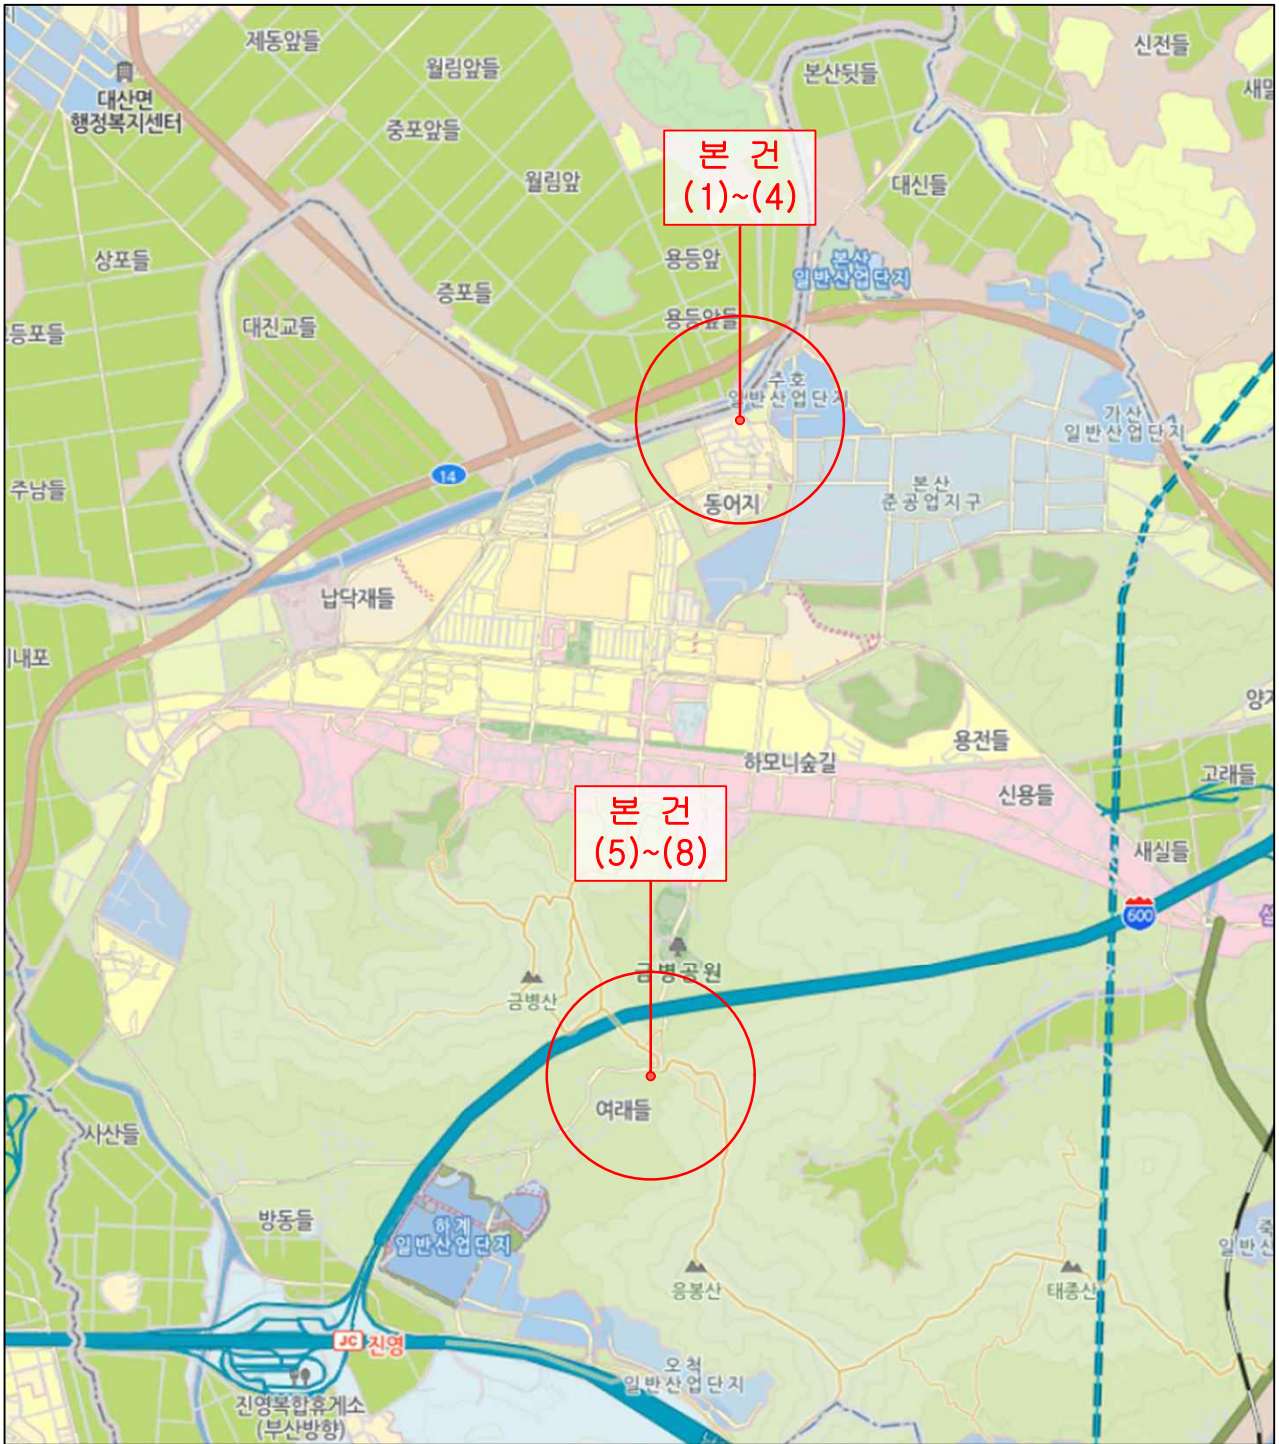 제동앞들
월림앞들
본산뒷들
신전들
대산면
행정복지센터
중포앞들
본 건
(1)~(4)
월림앞
대신들
상포들
용등앞
본산
일반산업단지
증포들
용등앞들
대진교들
등포들
주호
일반산업단지
가산
일반산업단지
14
주남들
본산
준공업지구
동어지
납닥재들
내포
용전들
하모니숲길
고래들
신용들
본 건
(5)~(8)
새실들
600
금병공원
금병산
여래들
사산들
방동들
하계
일반산업단지
응봉산
태종산
일반산
JC 진영
오척
일반산업단지
진영복합휴게소
(부산방향)